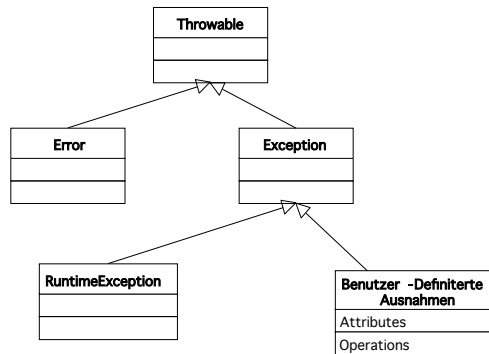 Throwable
Error
Exception
RuntimeException
Benutzer -Definiterte
Ausnahmen
Attributes
Operations